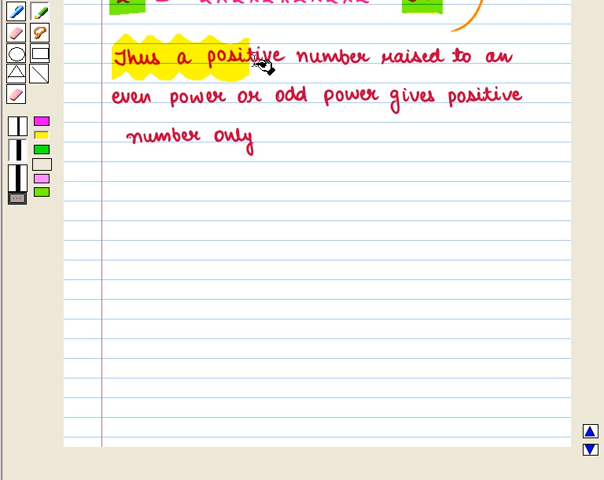 Thus a positive number raised to an
even power or odd power gives positive
number only